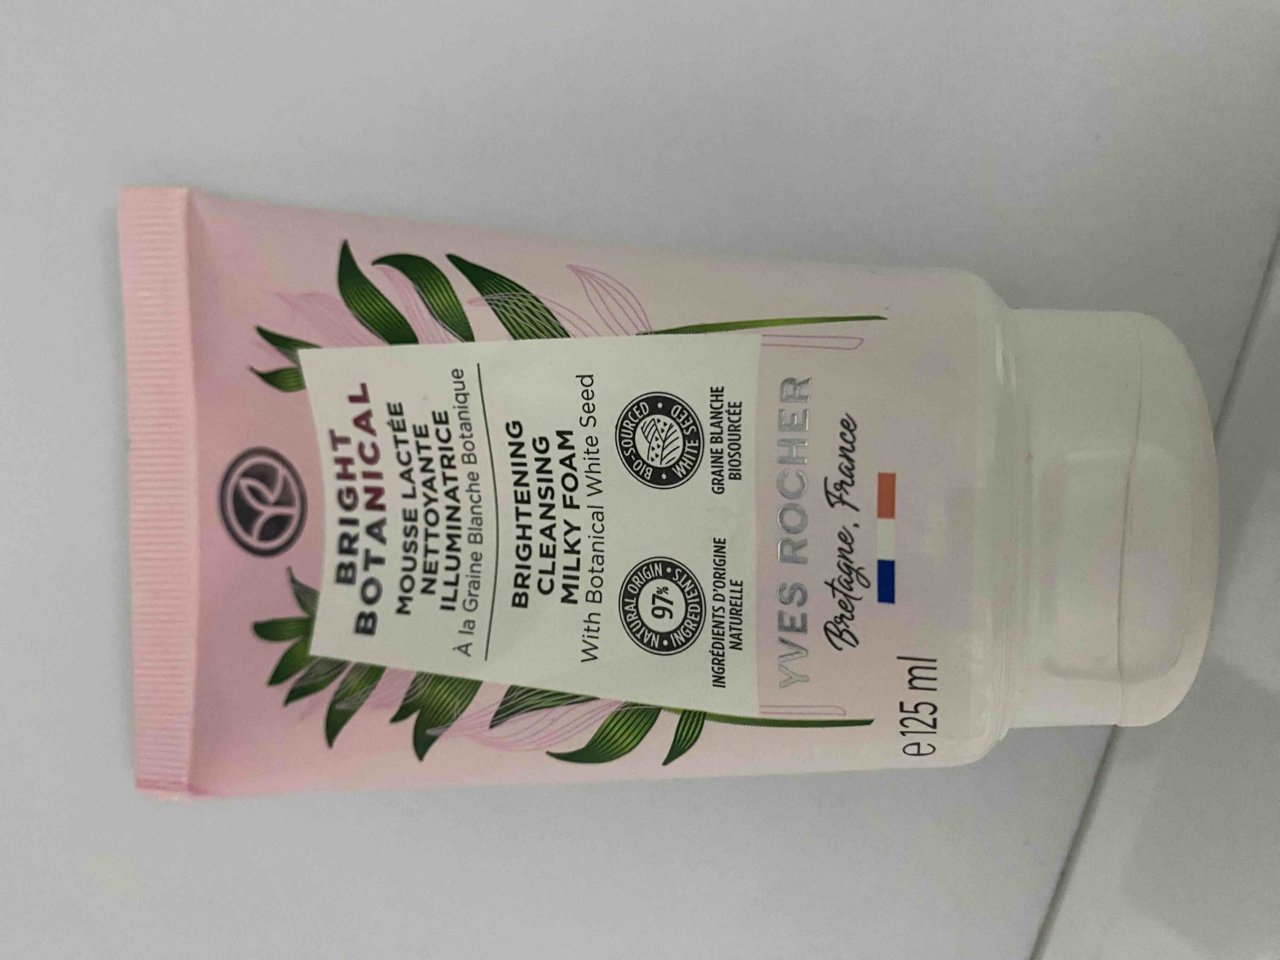 BRIGHT
BOTANICAL
MOUSSE LACTÉE
NETTOYANTE
ILLUMINATRICE
À la Graine Blanche Botanique
BRIGHTENING
CLEANSING
MILKY FOAM
With Botanical White Seed
NATURAL ORIGIN • INGREDIENTS •
97%
INGRÉDIENTS D'ORIGINE
NATURELLE
BIO-SOURCED • WHITE SEED •
GRAINE BLANCHE
BIOSOURCÉE
YVES ROCHER
Bretagne, France
e 125 ml